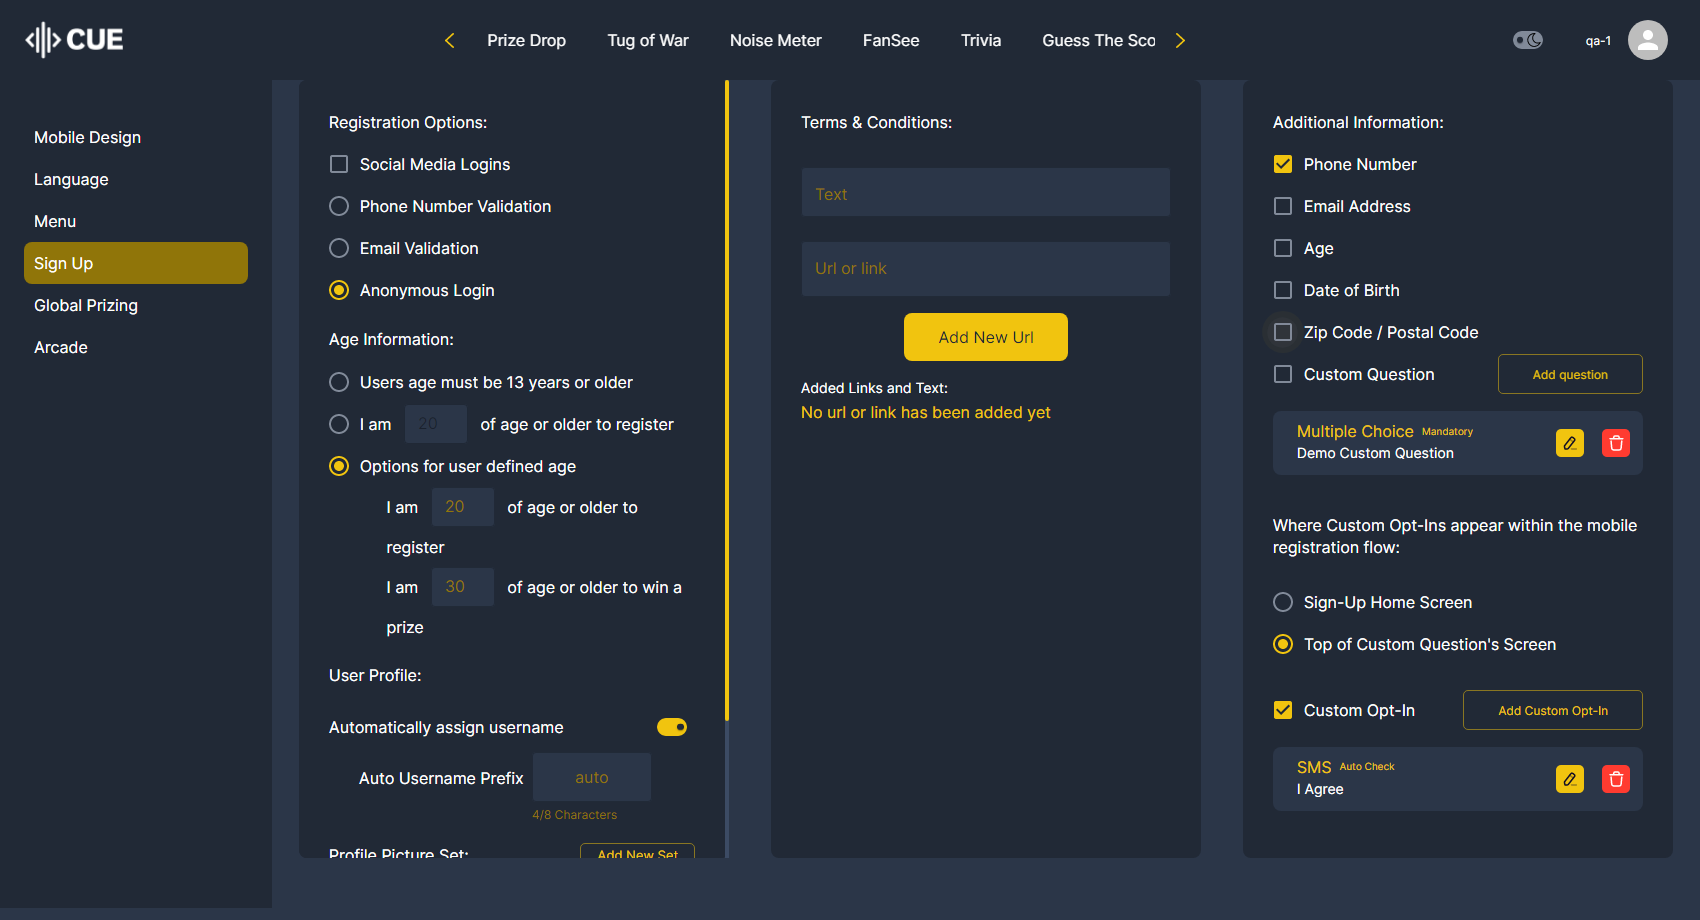 CUE
Prize Drop
Tug of War
Noise Meter
FanSee
Trivia
Guess The Sco
qa-1
Mobile Design
Language
Menu
Sign Up
Global Prizing
Arcade
Registration Options:
Social Media Logins
Phone Number Validation
Email Validation
Anonymous Login
Age Information:
Users age must be 13 years or older
I am 20 of age or older to register
Options for user defined age
I am 20 of age or older to
register
I am 30 of age or older to win a
prize
User Profile:
Automatically assign username
Auto Username Prefix auto
4/8 Characters
Profile Picture Set:
Add New Set
Terms & Conditions:
Text
Url or link
Add New Url
Added Links and Text:
No url or link has been added yet
Additional Information:
Phone Number
Email Address
Age
Date of Birth
Zip Code / Postal Code
Custom Question
Add question
Multiple Choice Mandatory
Demo Custom Question
Where Custom Opt-Ins appear within the mobile
registration flow:
Sign-Up Home Screen
Top of Custom Question's Screen
Custom Opt-In
Add Custom Opt-In
SMS Auto Check
I Agree